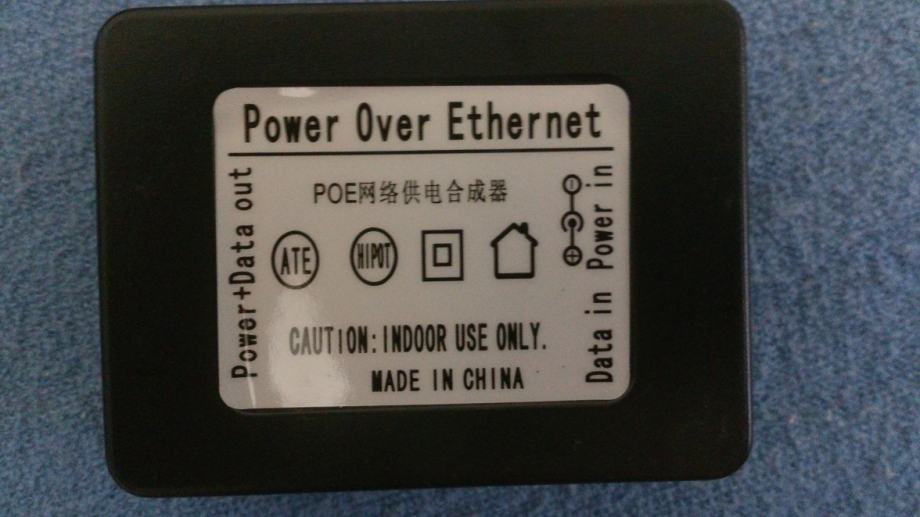 Power Over Ethernet
Power+Data out
POE网络供电合成器
ATE
HIPOT
CAUTION:INDOOR USE ONLY.
MADE IN CHINA
Data in
Power in